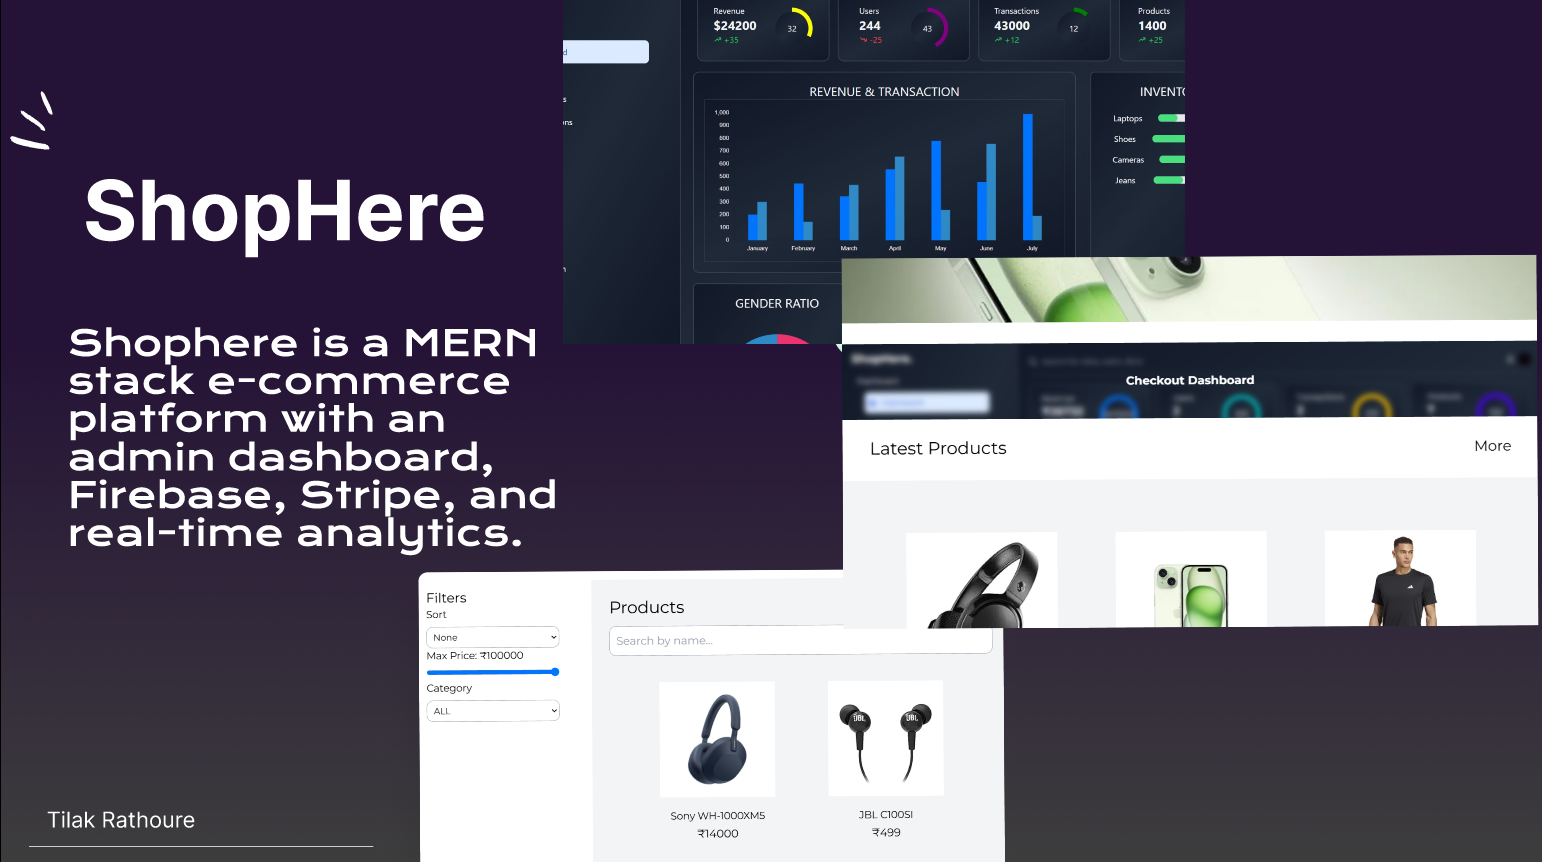 ShopHere
Shophere is a MERN
stack e-commerce
platform with an
admin dashboard,
Firebase, Stripe, and
real-time analytics.
Tilak Rathoure
Revenue
$24200
+35
32
Users
244
-25
43
Transactions
43000
+12
12
Products
1400
+25
REVENUE & TRANSACTION
1,000
900
800
700
600
500
400
300
200
100
0
January
February
March
April
May
June
July
Laptops
Shoes
Cameras
Jeans
GENDER RATIO
ShopHere.
Dashboard
Checkout Dashboard
Latest Products
More
Filters
Sort
None
Max Price: ₹100000
Category
ALL
Products
Search by name...
JBL
JBL
Sony WH-1000XM5
₹14000
JBL C100SI
₹499